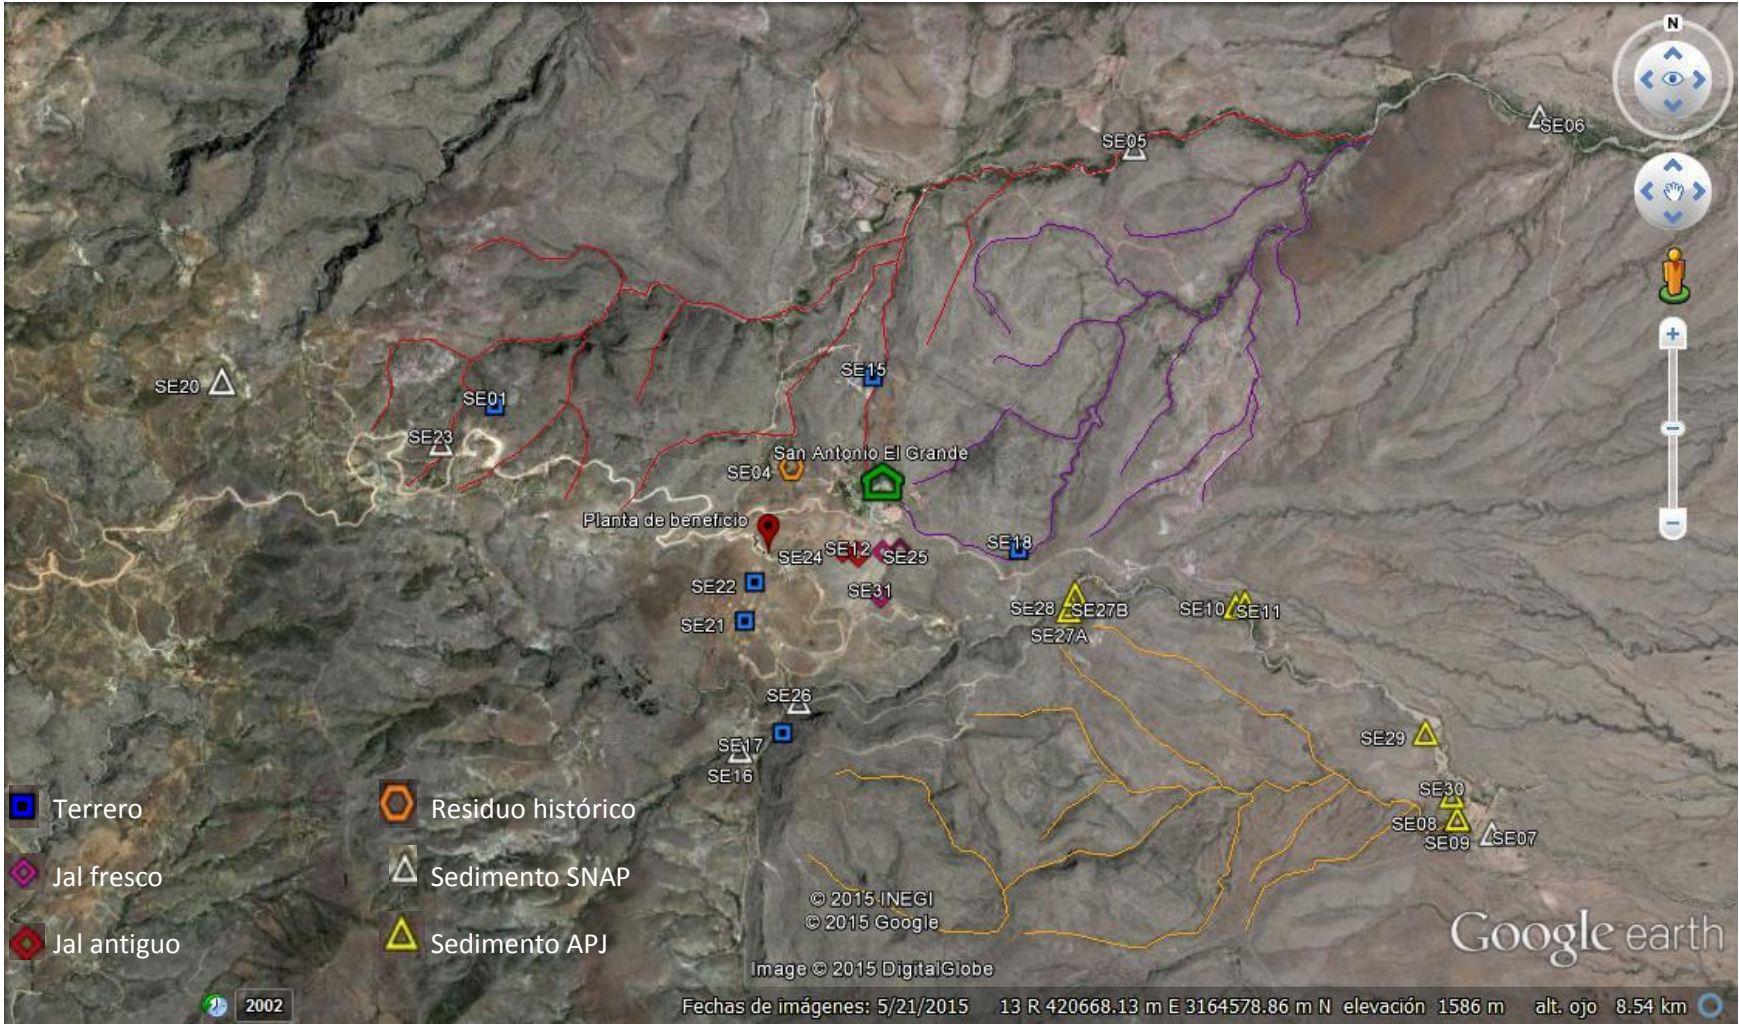 N
SE06
SE05
SE20
SE15
SE01
SE23
San Antonio El Grande
SE04
Planta de beneficio
SE24
SE12
SE25
SE18
SE22
SE31
SE28
SE27B
SE10
SE11
SE21
SE27A
SE26
SE29
SE17
SE16
SE30
SE08
SE09
SE07
Terrero
Residuo histórico
Jal fresco
Sedimento SNAP
Jal antiguo
Sedimento APJ
© 2015 INEGI
© 2015 Google
Google earth
Image © 2015 DigitalGlobe
2002
Fechas de imágenes: 5/21/2015 13 R 420668.13 m E 3164578.86 m N elevación 1586 m alt. ojo 8.54 km